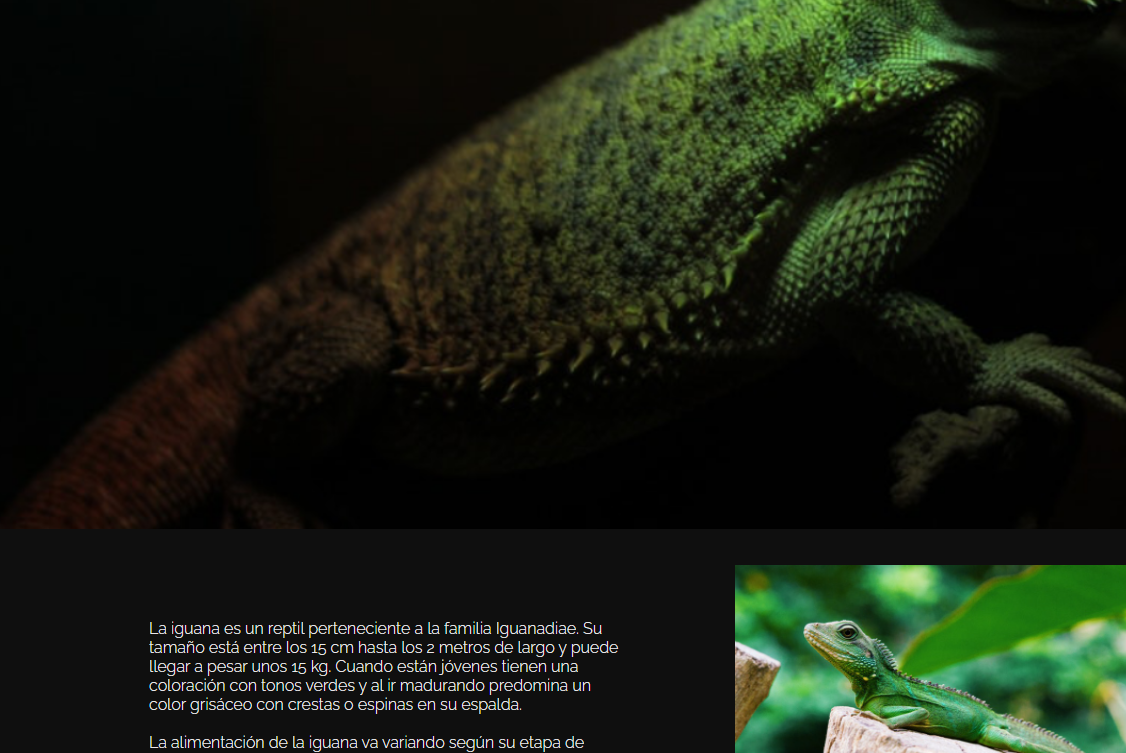 La iguana es un reptil perteneciente a la familia Iguanadiae. Su
tamaño está entre los 15 cm hasta los 2 metros de largo y puede
llegar a pesar unos 15 kg. Cuando están jóvenes tienen una
coloración con tonos verdes y al ir madurando predomina un
color grisáceo con crestas o espinas en su espalda.
La alimentación de la iguana va variando según su etapa de